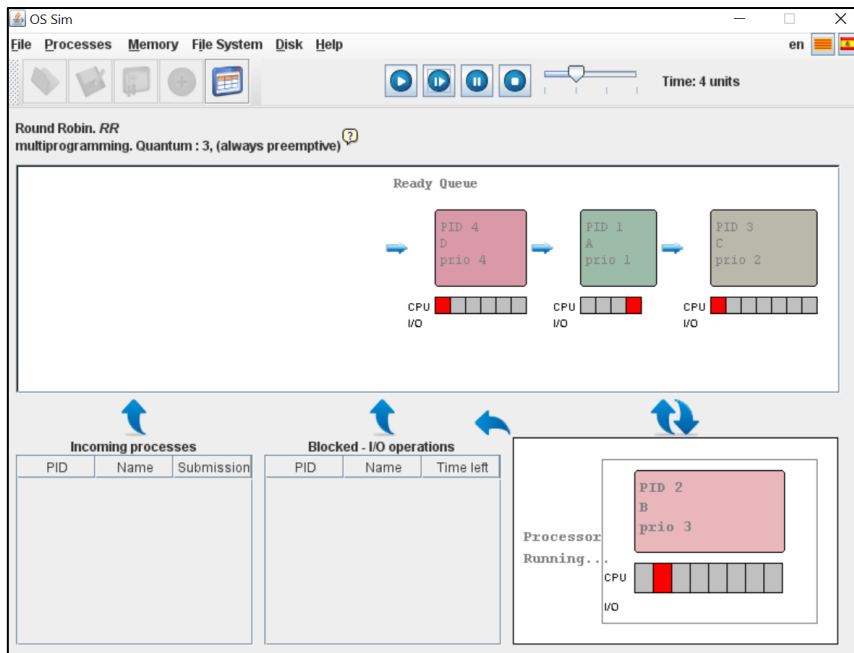 OS Sim
File Processes Memory File System Disk Help
en
Time: 4 units
Round Robin. RR
multiprogramming. Quantum : 3, (always preemptive)
?
Ready Queue
PID 4
D
prio 4
CPU
I/O
PID 1
A
prio 1
CPU
I/O
PID 3
C
prio 2
CPU
I/O
Incoming processes
PID Name Submission
Blocked - I/O operations
PID Name Time left
Processor
Running...
PID 2
B
prio 3
CPU
I/O